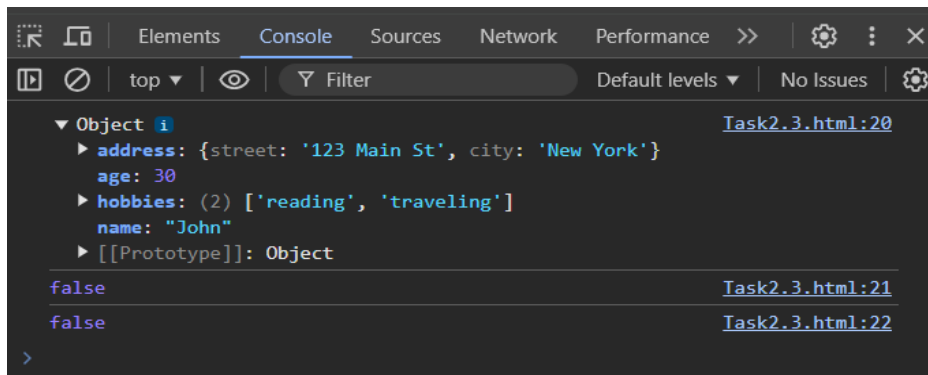 Elements Console Sources Network Performance >>
top ▼ Filter Default levels ▼ No Issues
▼ Object i Task2.3.html:20
▶ address: {street: '123 Main St', city: 'New York'}
age: 30
▶ hobbies: (2) ['reading', 'traveling']
name: "John"
▶ [[Prototype]]: Object
false Task2.3.html:21
false Task2.3.html:22
>